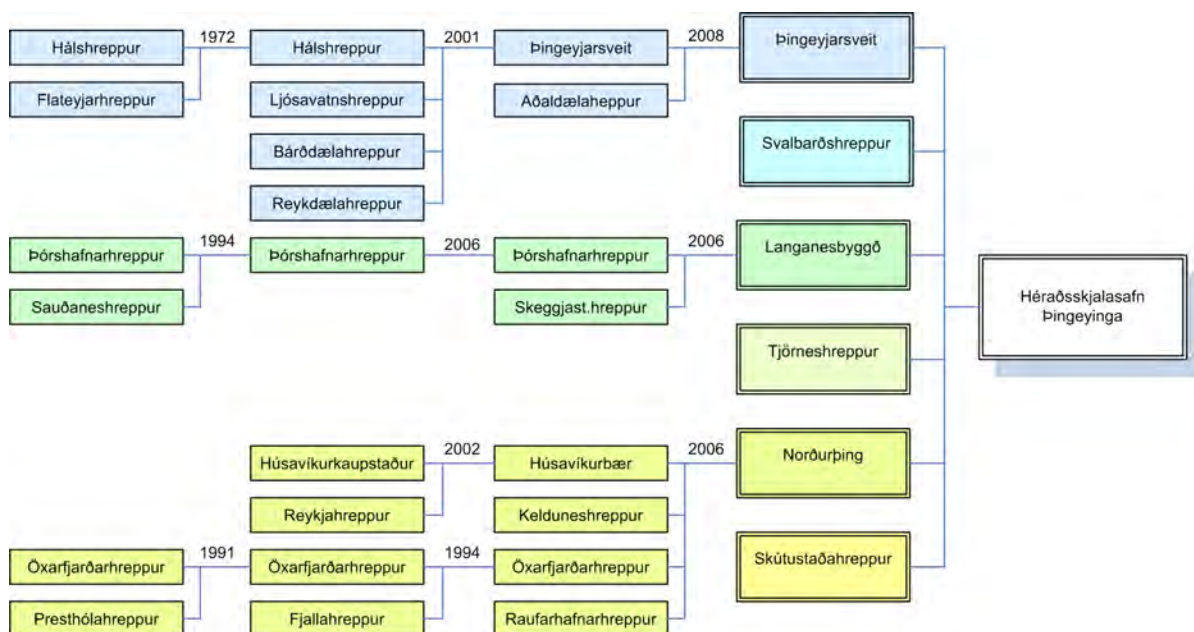 Hálshreppur
1972
Hálshreppur
2001
Þingeyjarsveit
2008
Þingeyjarsveit
Flateyjarhreppur
Ljósavatnshreppur
Aðaldælaheppur
Bárðdælahreppur
Svalbarðshreppur
Reykdælahreppur
Þórshafnarhreppur
1994
Þórshafnarhreppur
2006
Þórshafnarhreppur
2006
Langanesbyggð
Sauðaneshreppur
Skeggjast.hreppur
Héraðsskjalasafn
Þingeyinga
Tjörneshreppur
Húsavíkurkaupstaður
2002
Húsavíkurbær
2006
Norðurþing
Reykjahreppur
Kelduneshreppur
Öxarfjarðarhreppur
1991
Öxarfjarðarhreppur
1994
Öxarfjarðarhreppur
Skútustaðahreppur
Presthólahreppur
Fjallahreppur
Raufarhafnarhreppur